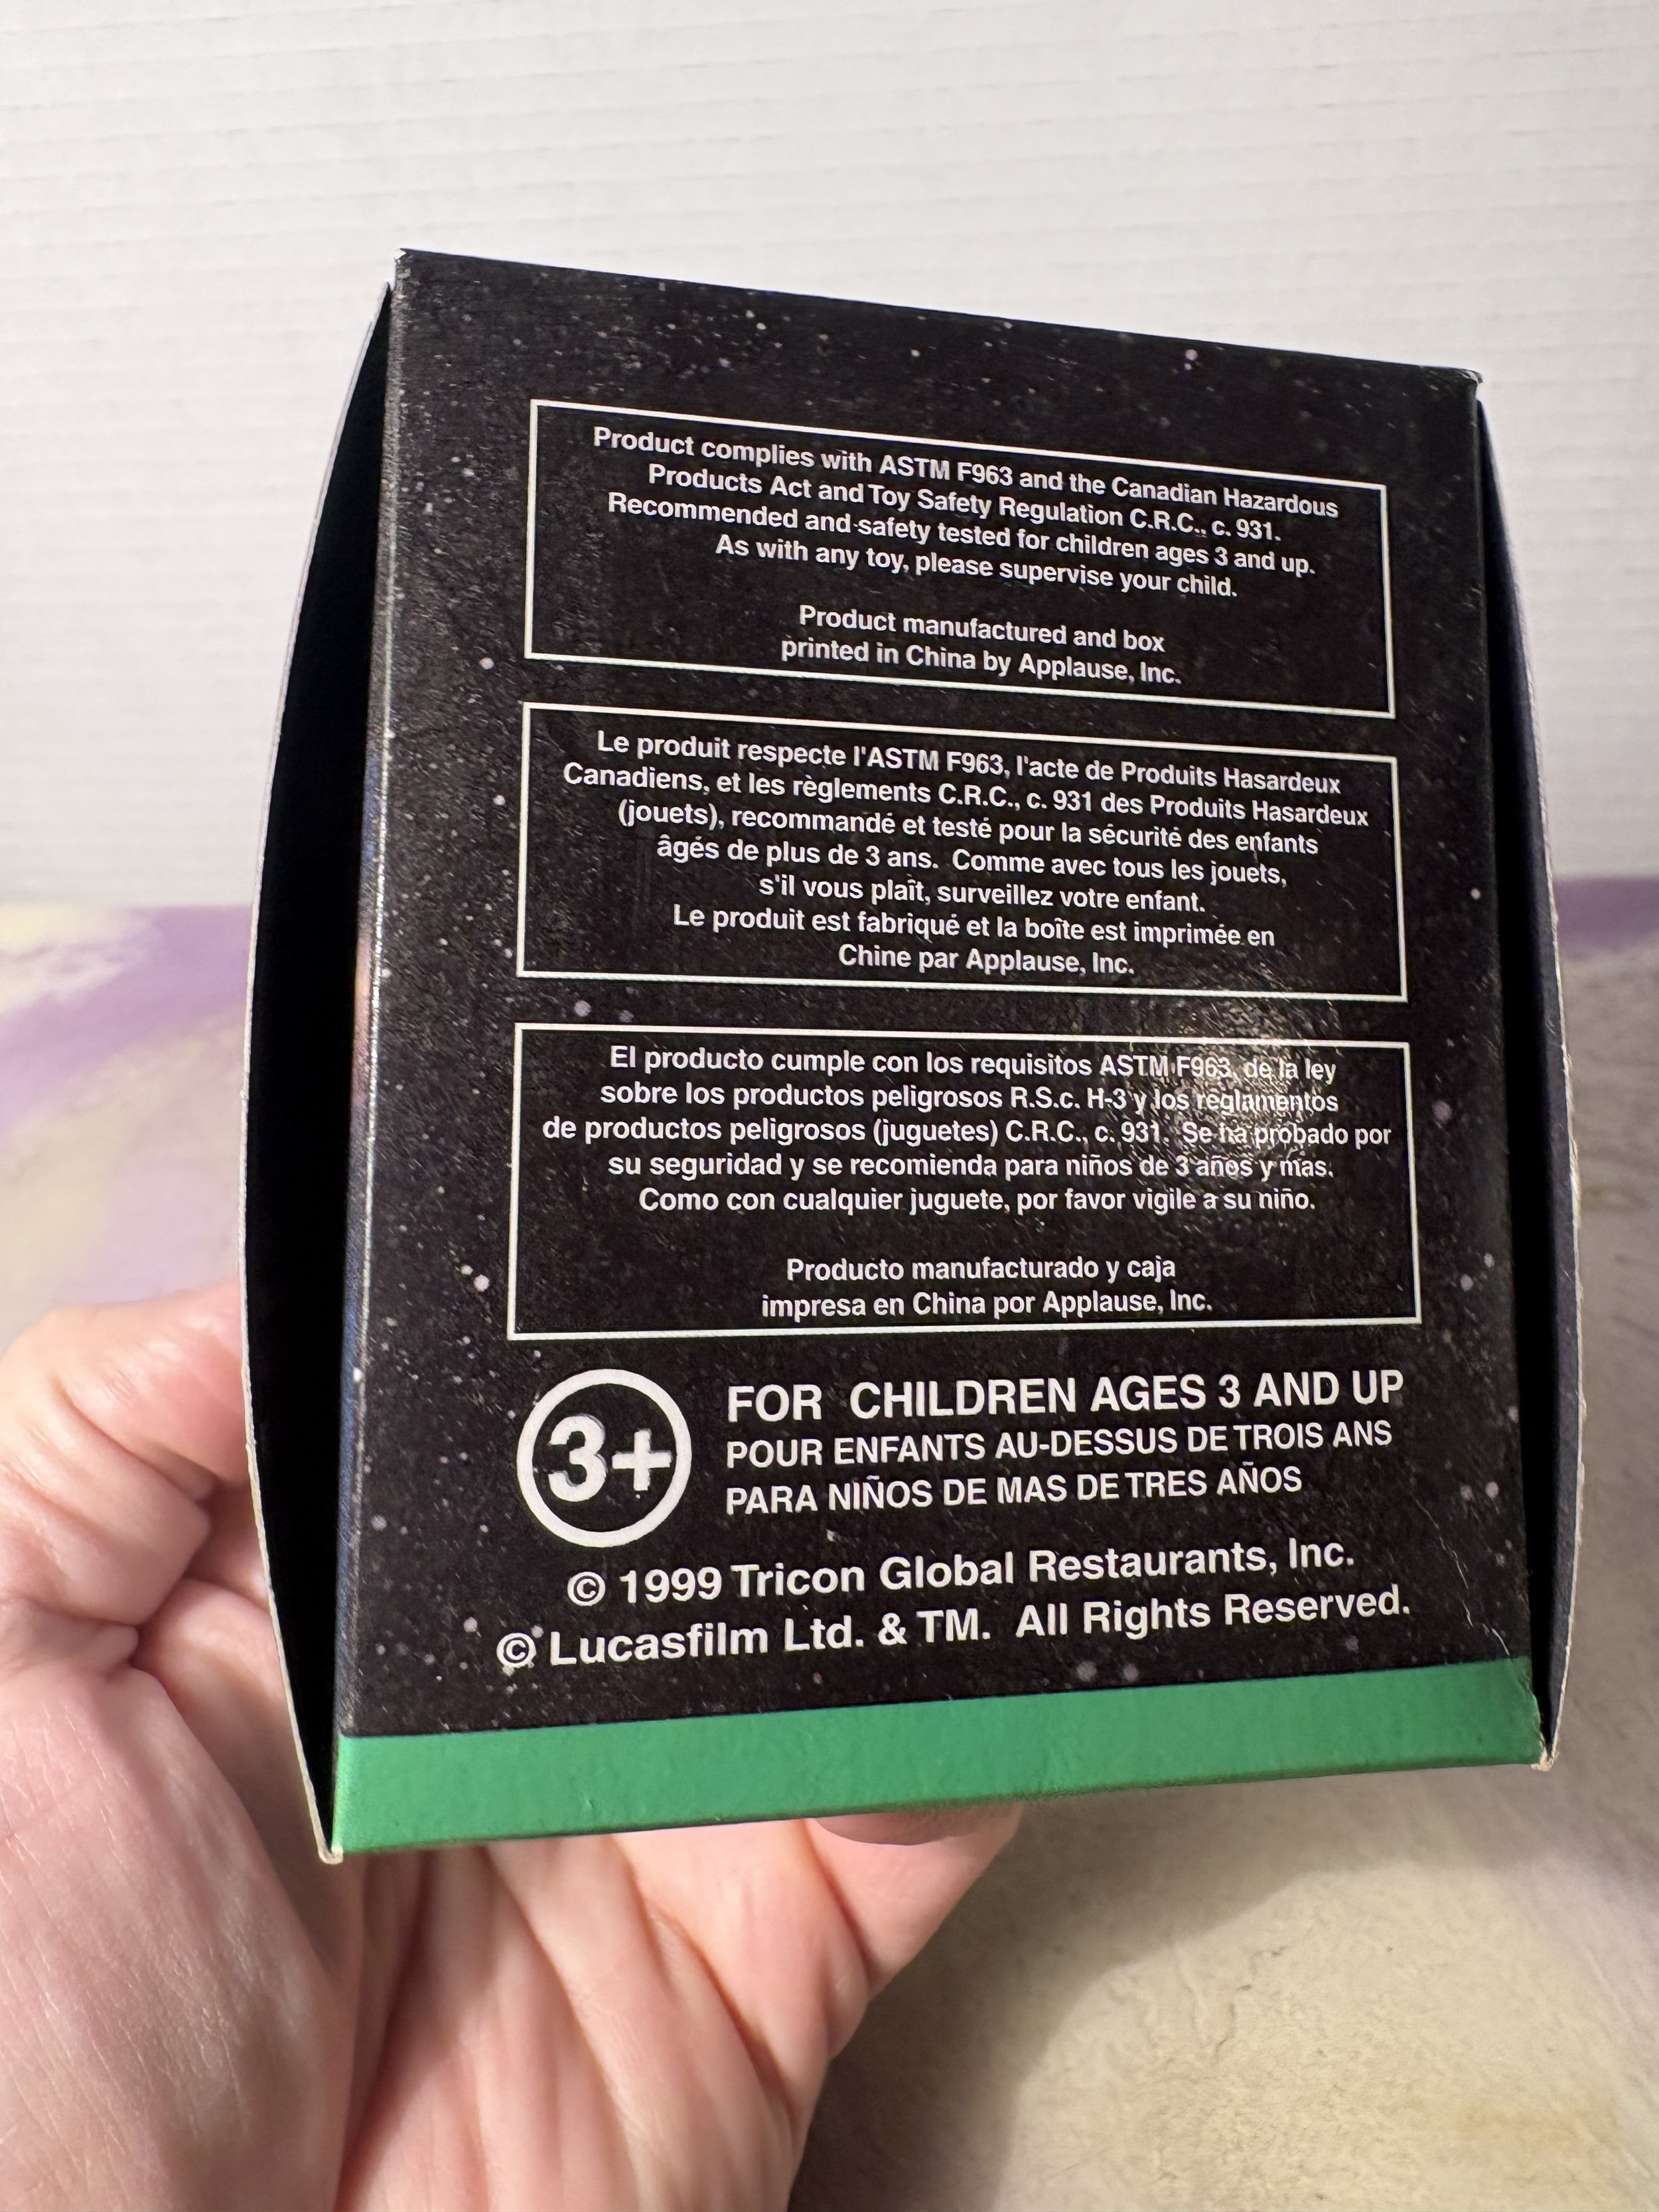 Product complies with ASTM F963 and the Canadian Hazardous
Products Act and Toy Safety Regulation C.R.C., c. 931.
Recommended and safety tested for children ages 3 and up.
As with any toy, please supervise your child.
Product manufactured and box
printed in China by Applause, Inc.
Le produit respecte l'ASTM F963, l'acte de Produits Hasardeux
Canadiens, et les règlements C.R.C., c. 931 des Produits Hasardeux
(jouets), recommandé et testé pour la sécurité des enfants
âgés de plus de 3 ans. Comme avec tous les jouets,
s'il vous plaît, surveillez votre enfant.
Le produit est fabriqué et la boîte est imprimée en
Chine par Applause, Inc.
El producto cumple con los requisitos ASTM F963, de la ley
sobre los productos peligrosos R.S.c. H-3 y los reglamentos
de productos peligrosos (juguetes) C.R.C., c. 931. Se ha probado por
su seguridad y se recomienda para niños de 3 años y mas.
Como con cualquier juguete, por favor vigile a su niño.
Producto manufacturado y caja
impresa en China por Applause, Inc.
3+
FOR CHILDREN AGES 3 AND UP
POUR ENFANTS AU-DESSUS DE TROIS ANS
PARA NIÑOS DE MAS DE TRES AÑOS
© 1999 Tricon Global Restaurants, Inc.
© Lucasfilm Ltd. & TM. All Rights Reserved.